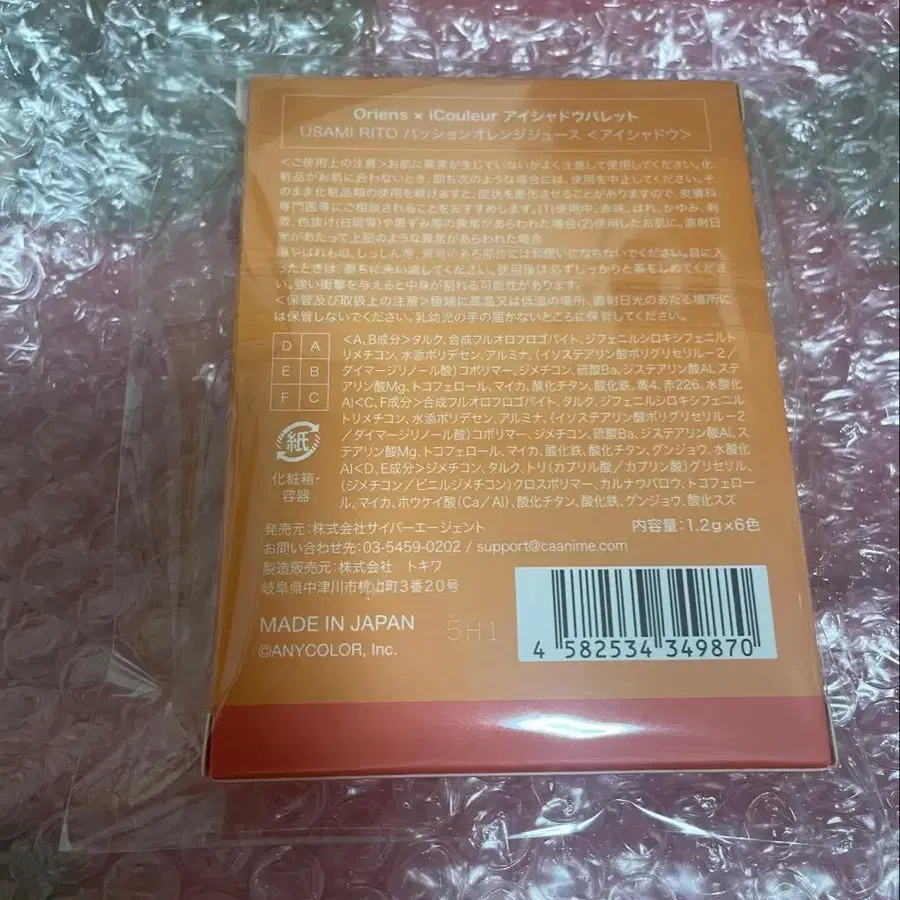 Oriens × iCouleur アイシャドウパレット
USAMI RITO パッションオレンジジュース <アイシャドウ>
<ご使用上の注意>お肌に異常が生じていないかよく注意して使用してください。化
粧品がお肌に合わないとき、即ち次のような場合には、使用を中止してください。そ
のまま化粧品類の使用を続けますと、症状を悪化させることがありますので、皮膚科
専門医等にご相談されることをおすすめします。(1)使用中、赤味、はれ、かゆみ、刺
激、色抜け(白斑等)や黒ずみ等の異常があらわれた場合(2)使用したお肌に、直射日
光があたって上記のような異常があらわれた場合
傷やはれもの、しっしん等、異常のある部位にはお使いにならないでください。目に入
ったときは、直ちに洗い流してください。使用後は必ずしっかりと蓋をしめてくださ
い。強い衝撃を与えると中身が割れる可能性があります。
<保管及び取扱上の注意>極端に高温又は低温の場所、直射日光のあたる場所に
は保管しないでください。乳幼児の手の届かないところに保管してください。
D A
E B
F C
<A、B成分>タルク、合成フルオロフロゴパイト、ジフェニルシロキシフェニルト
リメチコン、水添ポリデセン、アルミナ、(イソステアリン酸ポリグリセリル-2/
ダイマージリノール酸)コポリマー、ジメチコン、硫酸Ba、ジステアリン酸Al、ス
テアリン酸Mg、トコフェロール、マイカ、酸化チタン、酸化鉄、黄4、赤226、水酸化
Al<C、F成分>合成フルオロフロゴパイト、タルク、ジフェニルシロキシフェニル
トリメチコン、水添ポリデセン、アルミナ、(イソステアリン酸ポリグリセリル-2
/ダイマージリノール酸)コポリマー、ジメチコン、硫酸Ba、ジステアリン酸Al、ス
テアリン酸Mg、トコフェロール、マイカ、酸化鉄、酸化チタン、グンジョウ、水酸化
Al<D、E成分>ジメチコン、タルク、トリ(カプリル酸/カプリン酸)グリセリル、
(ジメチコン/ビニルジメチコン)クロスポリマー、カルナウバロウ、トコフェロー
ル、マイカ、ホウケイ酸(Ca/Al)、酸化チタン、酸化鉄、グンジョウ、酸化スズ
紙
化粧箱・
容器
発売元:株式会社サイバーエージェント
内容量:1.2g×6色
お問い合わせ先:03-5459-0202 / support@caanime.com
製造販売元:株式会社 トキワ
岐阜県中津川市桃山町3番20号
MADE IN JAPAN
5H1
©ANYCOLOR, Inc.
4 582534 349870